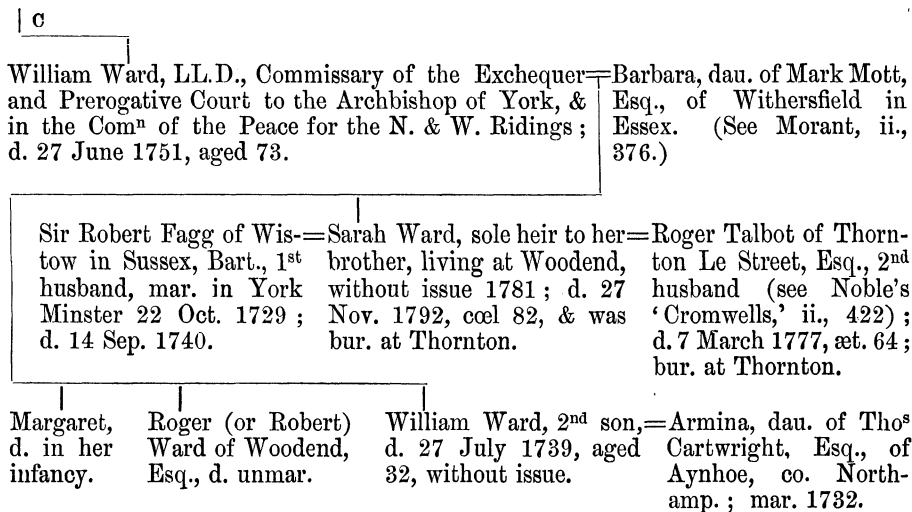 C
William Ward, LL.D., Commissary of the Exchequer
and Prerogative Court to the Archbishop of York, &
in the Comⁿ of the Peace for the N. & W. Ridings ;
d. 27 June 1751, aged 73.
=Barbara, dau. of Mark Mott,
Esq., of Withersfield in
Essex. (See Morant, ii.,
376.)
Sir Robert Fagg of Wis-
tow in Sussex, Bart., 1ˢᵗ
husband, mar. in York
Minster 22 Oct. 1729 ;
d. 14 Sep. 1740.
=Sarah Ward, sole heir to her
brother, living at Woodend,
without issue 1781 ; d. 27
Nov. 1792, cœl 82, & was
bur. at Thornton.
=Roger Talbot of Thorn-
ton Le Street, Esq., 2ⁿᵈ
husband (see Noble's
'Cromwells,' ii., 422) ;
d. 7 March 1777, æt. 64 ;
bur. at Thornton.
Margaret,
d. in her
infancy.
Roger (or Robert)
Ward of Woodend,
Esq., d. unmar.
William Ward, 2ⁿᵈ son,
d. 27 July 1739, aged
32, without issue.
=Armina, dau. of Thoˢ
Cartwright, Esq., of
Aynhoe, co. North-
amp. ; mar. 1732.